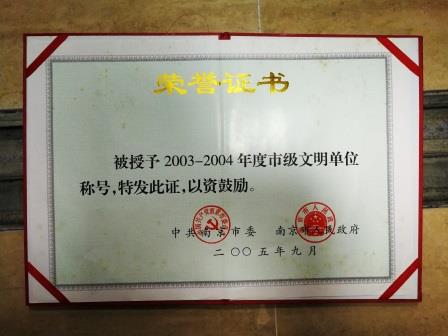 荣誉证书
被授予 2003-2004 年度市级文明单位
称号,特发此证,以资鼓励。
中共南京市委 南京市人民政府
二〇〇五年九月